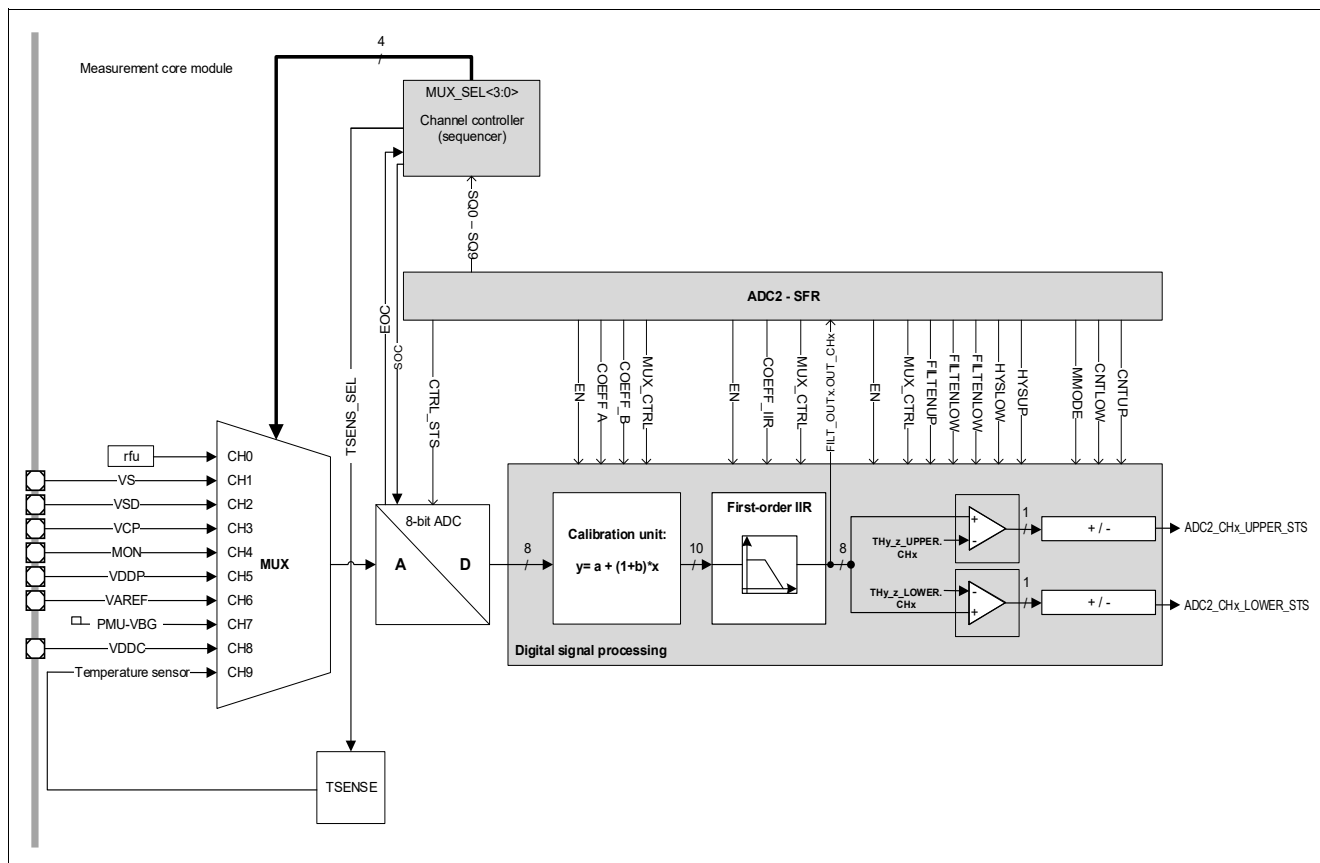 4
Measurement core module
MUX_SEL<3:0>
Channel controller
(sequencer)
SQ0 – SQ9
ADC2 - SFR
EOC
SOC
TSENS_SEL
CTRL_STS
EN
COEFF_A
COEFF_B
MUX_CTRL
EN
COEFF_IIR
MUX_CTRL
FILT_OUTx.OUT_CHx
EN
MUX_CTRL
FILTENUP
FILTENLOW
FILTENLOW
HYSLOW
HYSUP
MMODE
CNTLOW
CNTUP
rfu
CH0
VS
CH1
VSD
CH2
VCP
CH3
MON
CH4
VDDP
CH5
VAREF
CH6
PMU-VBG
CH7
VDDC
CH8
Temperature sensor
CH9
MUX
8-bit ADC
A
D
8
Calibration unit:
y= a + (1+b)*x
10
First-order IIR
8
THy_z_UPPER.
CHx
+
-
1
+ / -
ADC2_CHx_UPPER_STS
THy_z_LOWER.
CHx
-
+
1
+ / -
ADC2_CHx_LOWER_STS
Digital signal processing
TSENSE